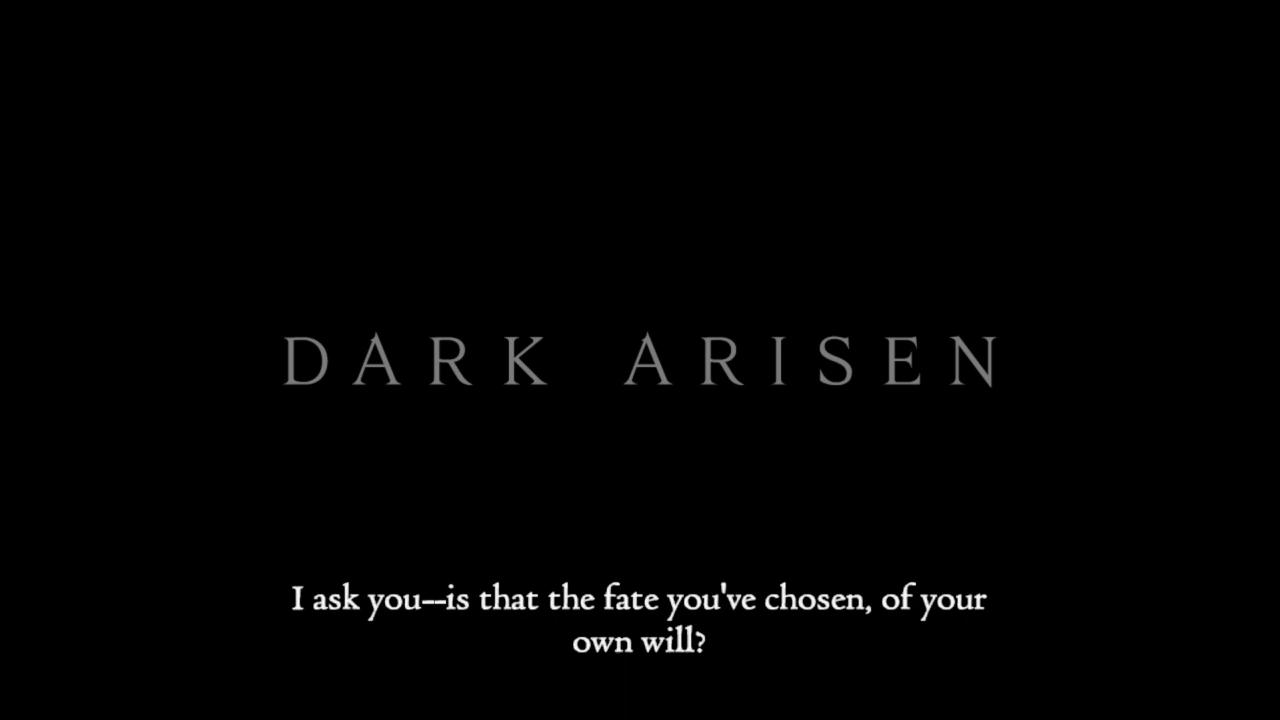 DARK ARISEN
I ask you--is that the fate you've chosen, of your
own will?